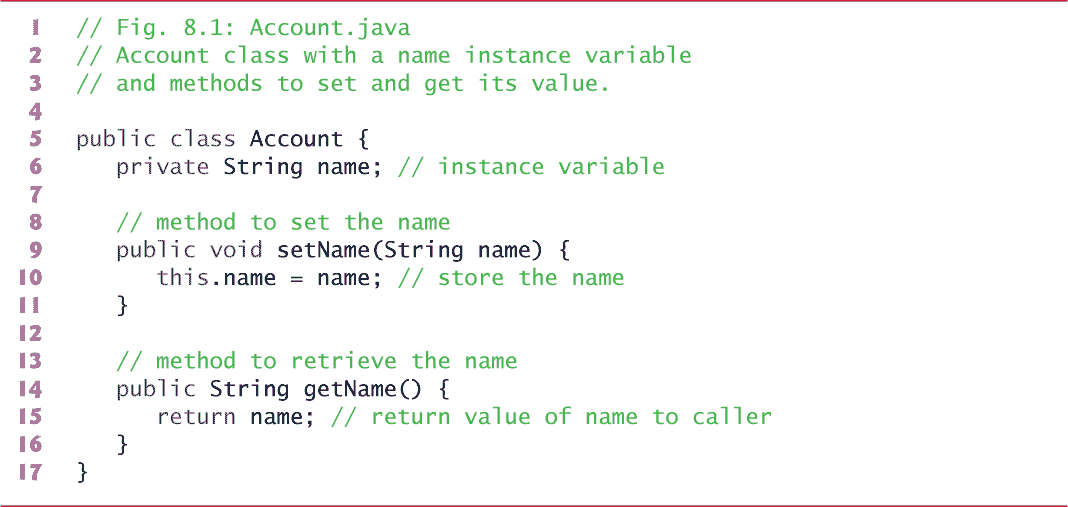 1 // Fig. 8.1: Account.java
2 // Account class with a name instance variable
3 // and methods to set and get its value.
4
5 public class Account {
6    private String name; // instance variable
7
8    // method to set the name
9    public void setName(String name) {
10       this.name = name; // store the name
11    }
12
13    // method to retrieve the name
14    public String getName() {
15       return name; // return value of name to caller
16    }
17 }